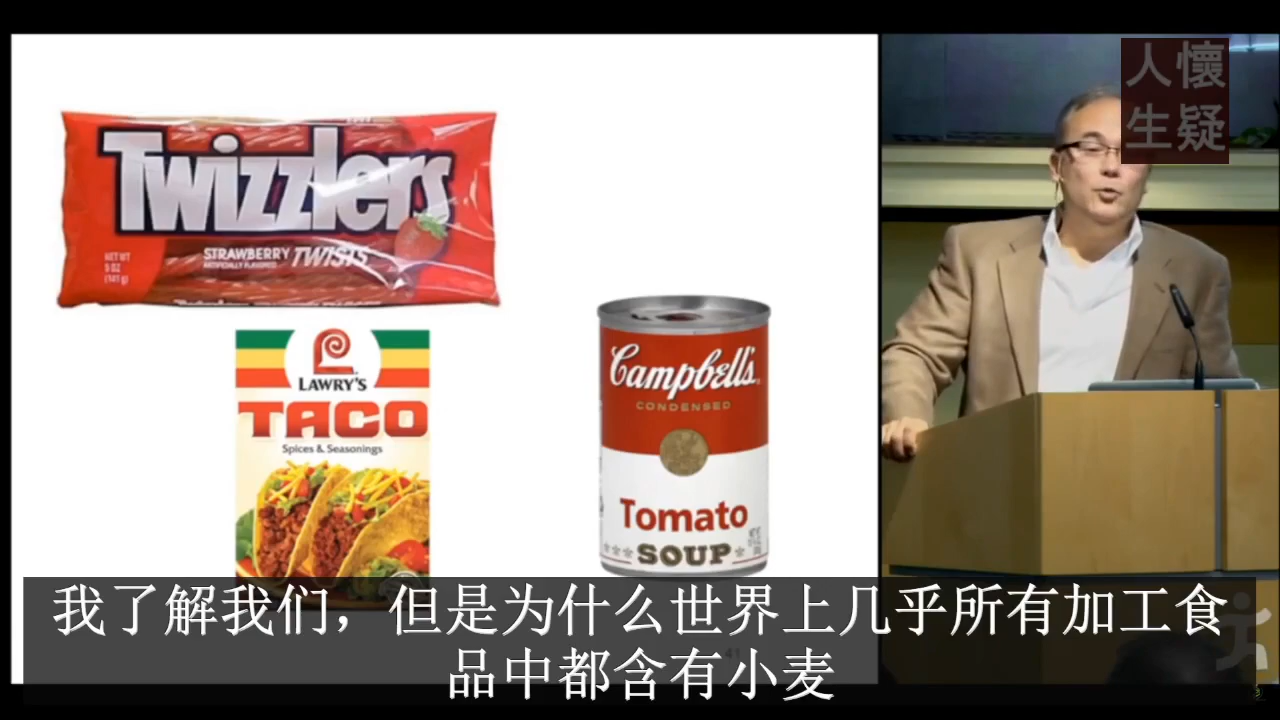 Twizzlers
STRAWBERRY TWISTS
ARTIFICIALLY FLAVORED
NET WT
5 OZ
(141 g)
LAWRY'S
TACO
Spices & Seasonings
Campbell's
CONDENSED
Tomato
SOUP
人懷
生疑
我了解我们，但是为什么世界上几乎所有加工食
品中都含有小麦